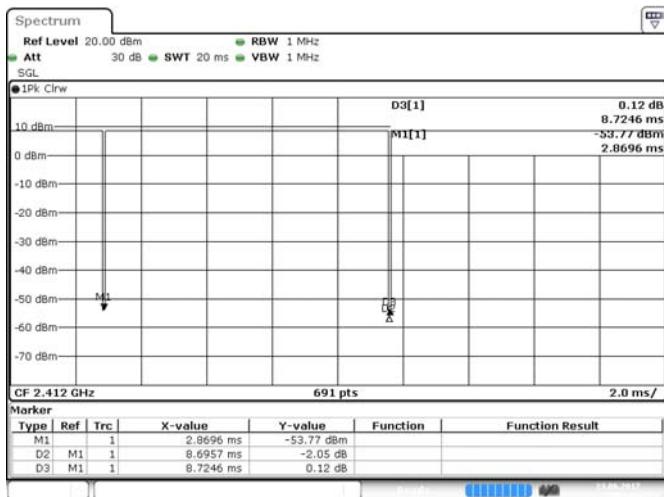 Spectrum
Ref Level 20.00 dBm RBW 1 MHz
Att 30 dB SWT 20 ms VBW 1 MHz
SGL
1Pk Clrw
D3[1] 0.12 dB
8.7246 ms
10 dBm
M1[1] -53.77 dBm
2.8696 ms
0 dBm
-10 dBm
-20 dBm
-30 dBm
-40 dBm
-50 dBm
M1
-60 dBm
-70 dBm
CF 2.412 GHz 691 pts 2.0 ms/
Marker
Type Ref Trc X-value Y-value Function Function Result
M1 1 2.8696 ms -53.77 dBm
D2 M1 1 8.6957 ms -2.05 dB
D3 M1 1 8.7246 ms 0.12 dB